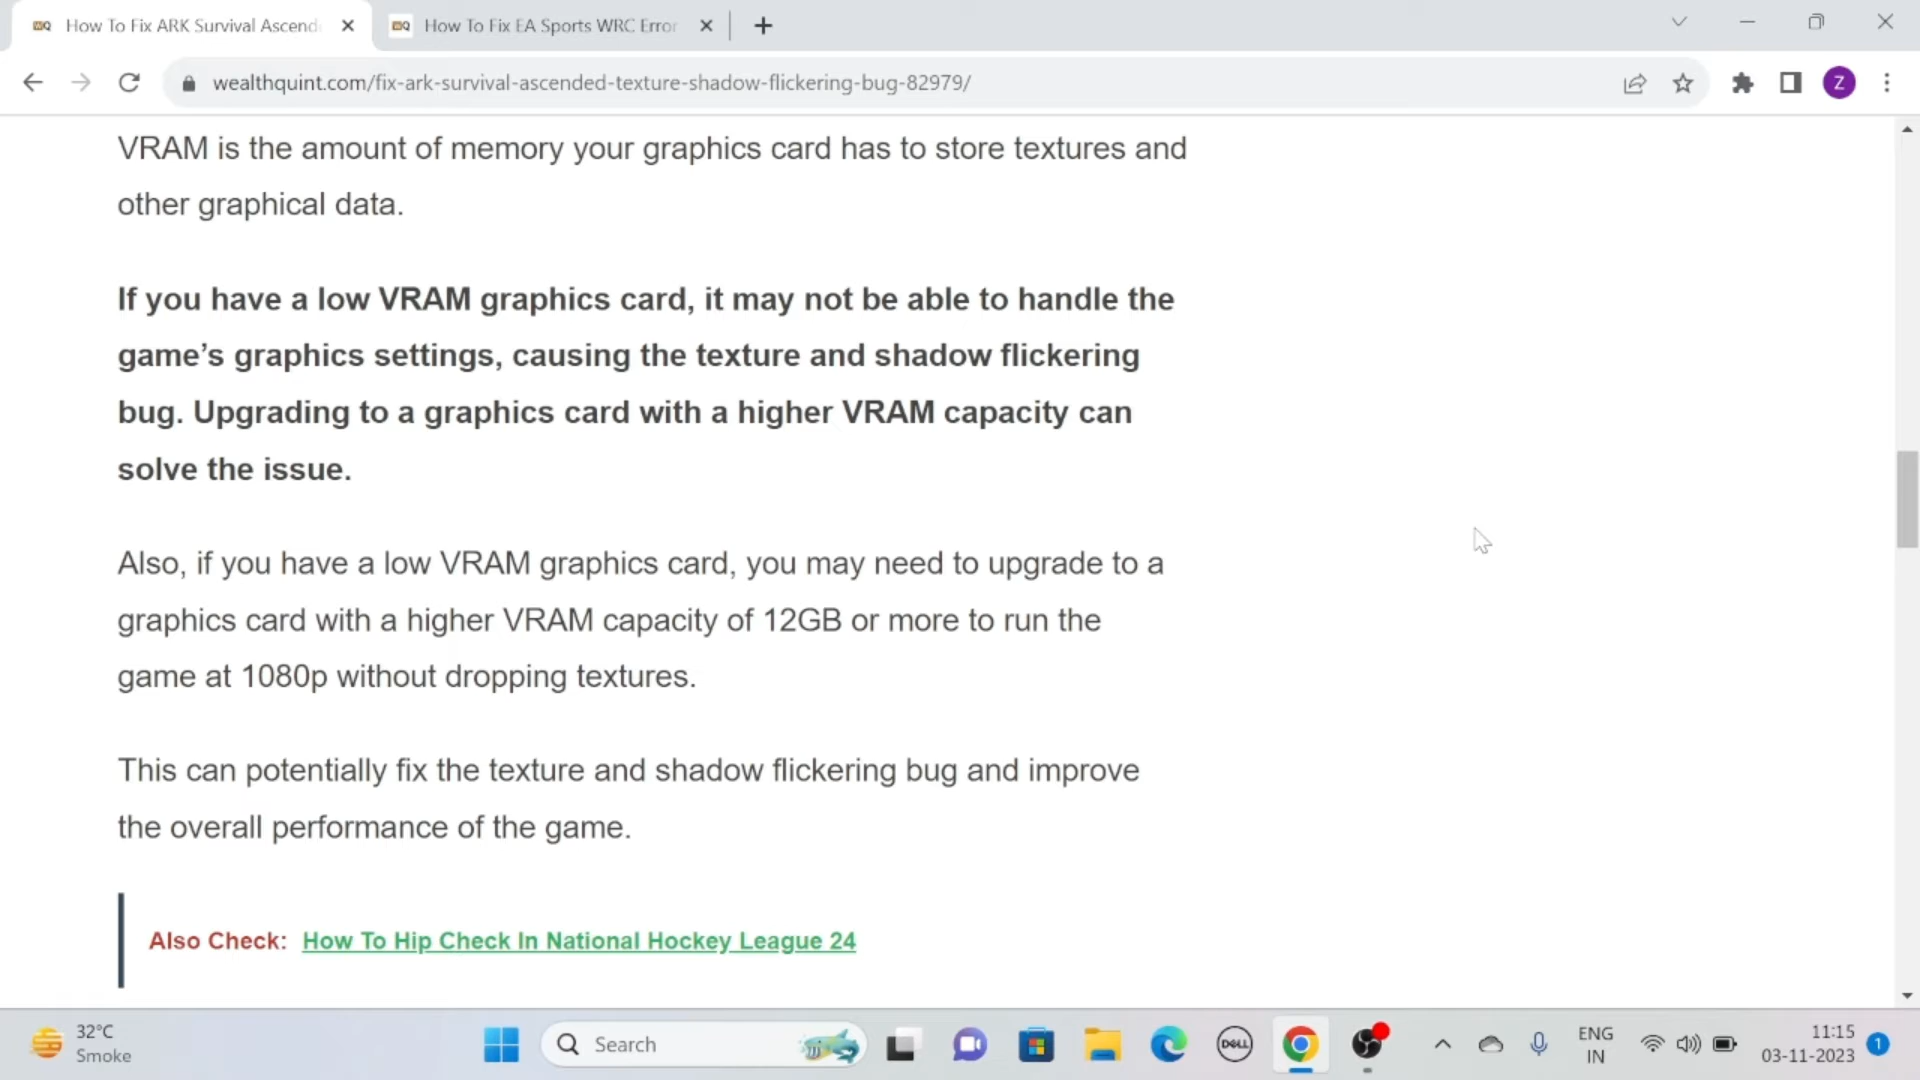 How To Fix ARK Survival Ascend
How To Fix EA Sports WRC Error
wealthquint.com/fix-ark-survival-ascended-texture-shadow-flickering-bug-82979/
Z
VRAM is the amount of memory your graphics card has to store textures and
other graphical data.
If you have a low VRAM graphics card, it may not be able to handle the
game’s graphics settings, causing the texture and shadow flickering
bug. Upgrading to a graphics card with a higher VRAM capacity can
solve the issue.
Also, if you have a low VRAM graphics card, you may need to upgrade to a
graphics card with a higher VRAM capacity of 12GB or more to run the
game at 1080p without dropping textures.
This can potentially fix the texture and shadow flickering bug and improve
the overall performance of the game.
Also Check: How To Hip Check In National Hockey League 24
32°C
Smoke
Search
DELL
ENG
IN
11:15
03-11-2023
1